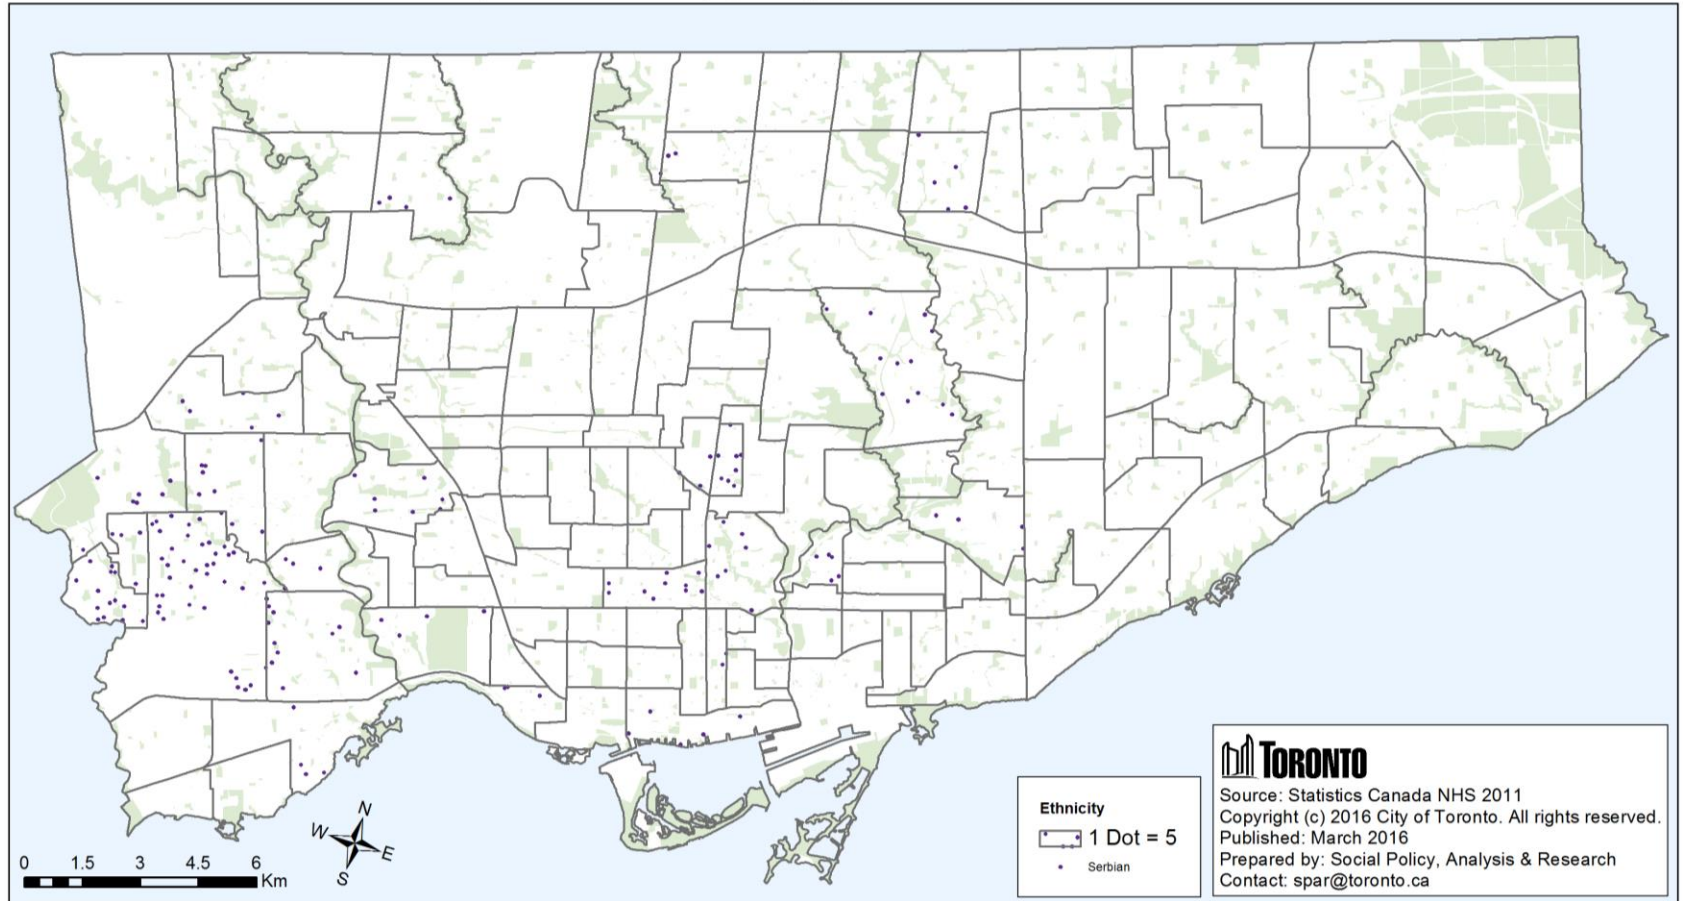 N
W
E
S
0 1.5 3 4.5 6
Km
Ethnicity
1 Dot = 5
Serbian
TORONTO
Source: Statistics Canada NHS 2011
Copyright (c) 2016 City of Toronto. All rights reserved.
Published: March 2016
Prepared by: Social Policy, Analysis & Research
Contact: spar@toronto.ca